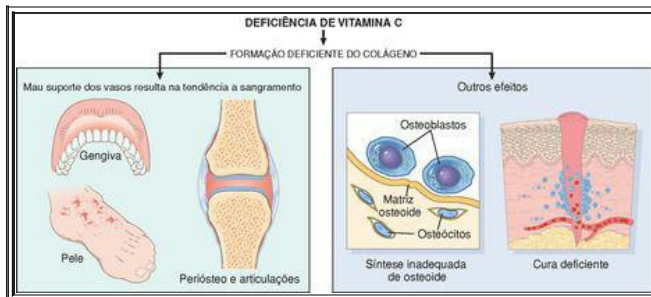 DEFICIÊNCIA DE VITAMINA C
FORMAÇÃO DEFICIENTE DO COLÁGENO
Mau suporte dos vasos resulta na tendência a sangramento
Gengiva
Pele
Periósteo e articulações
Outros efeitos
Osteoblastos
Matriz
osteoide
Osteócitos
Síntese inadequada
de osteoide
Cura deficiente